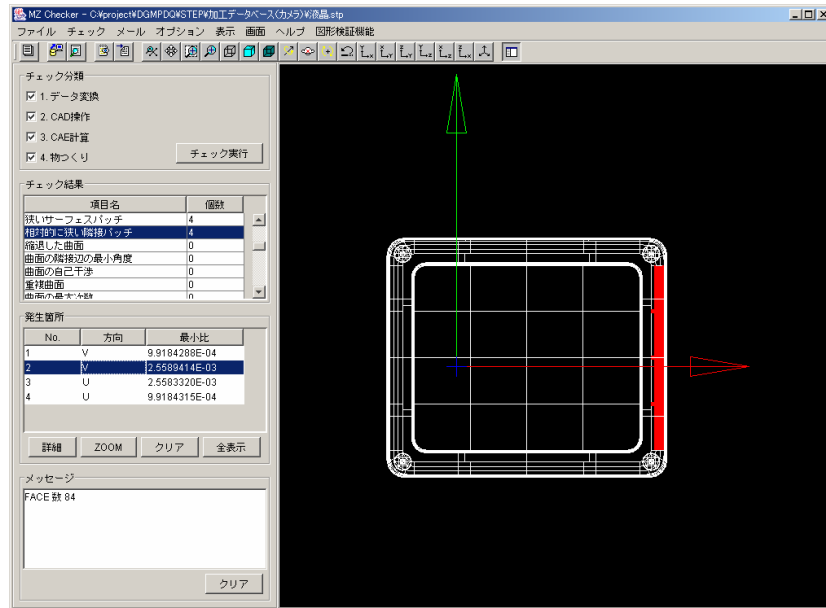 MZ Checker - C:¥project¥DGMPDQ¥STEP¥加工データベース(カメラ)¥液晶.stp
ファイル チェック メール オプション 表示 画面 ヘルプ 図形検証機能
チェック分類
1. データ変換
2. CAD操作
3. CAE計算
4. 物つくり
チェック実行
チェック結果
項目名 個数
狭いサーフェスパッチ 4
相対的に狭い隣接パッチ 4
縮退した曲面 0
曲面の隣接辺の最小角度 0
曲面の自己干渉 0
重複曲面 0
曲面の最大次数 0
発生箇所
No. 方向 最小比
1 V 9.9184288E-04
2 V 2.5589414E-03
3 U 2.5583320E-03
4 U 9.9184315E-04
詳細 ZOOM クリア 全表示
メッセージ
FACE 数 84
クリア